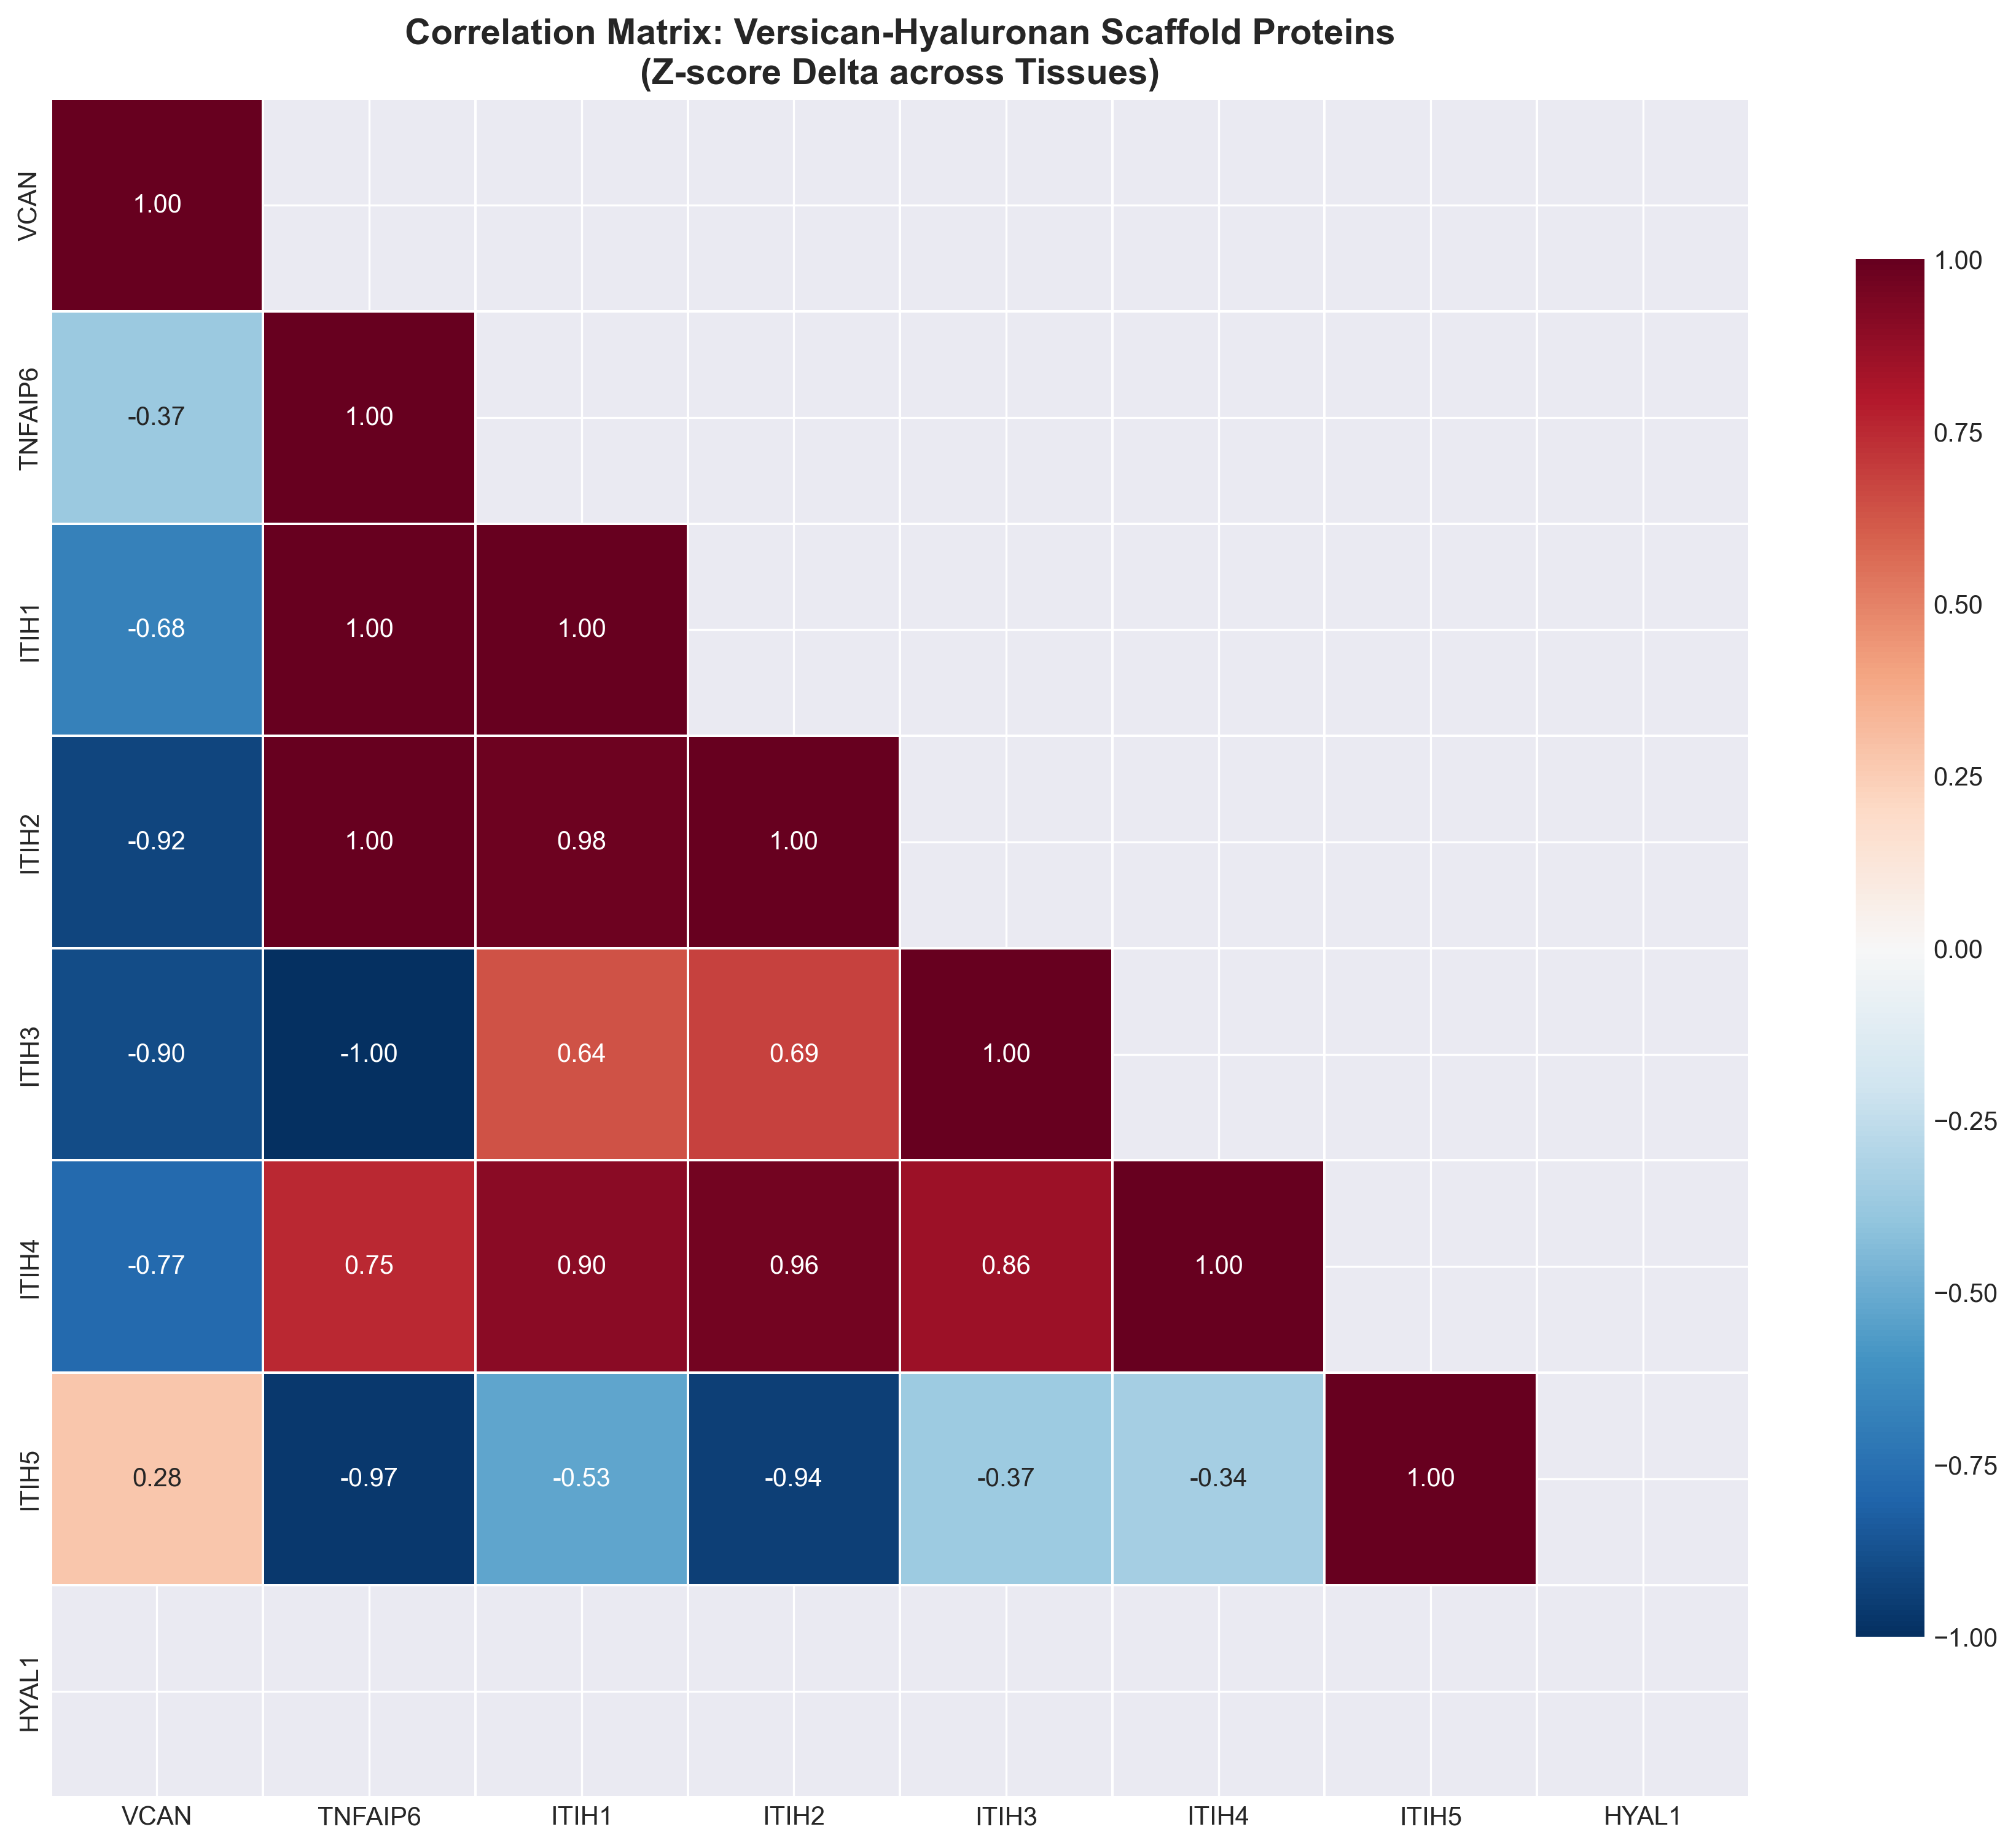 Correlation Matrix: Versican-Hyaluronan Scaffold Proteins
(Z-score Delta across Tissues)
VCAN
1.00
TNFAIP6
-0.37 1.00
ITIH1
-0.68 1.00 1.00
ITIH2
-0.92 1.00 0.98 1.00
ITIH3
-0.90 -1.00 0.64 0.69 1.00
ITIH4
-0.77 0.75 0.90 0.96 0.86 1.00
ITIH5
0.28 -0.97 -0.53 -0.94 -0.37 -0.34 1.00
HYAL1
VCAN TNFAIP6 ITIH1 ITIH2 ITIH3 ITIH4 ITIH5 HYAL1
1.00
0.75
0.50
0.25
0.00
−0.25
−0.50
−0.75
−1.00